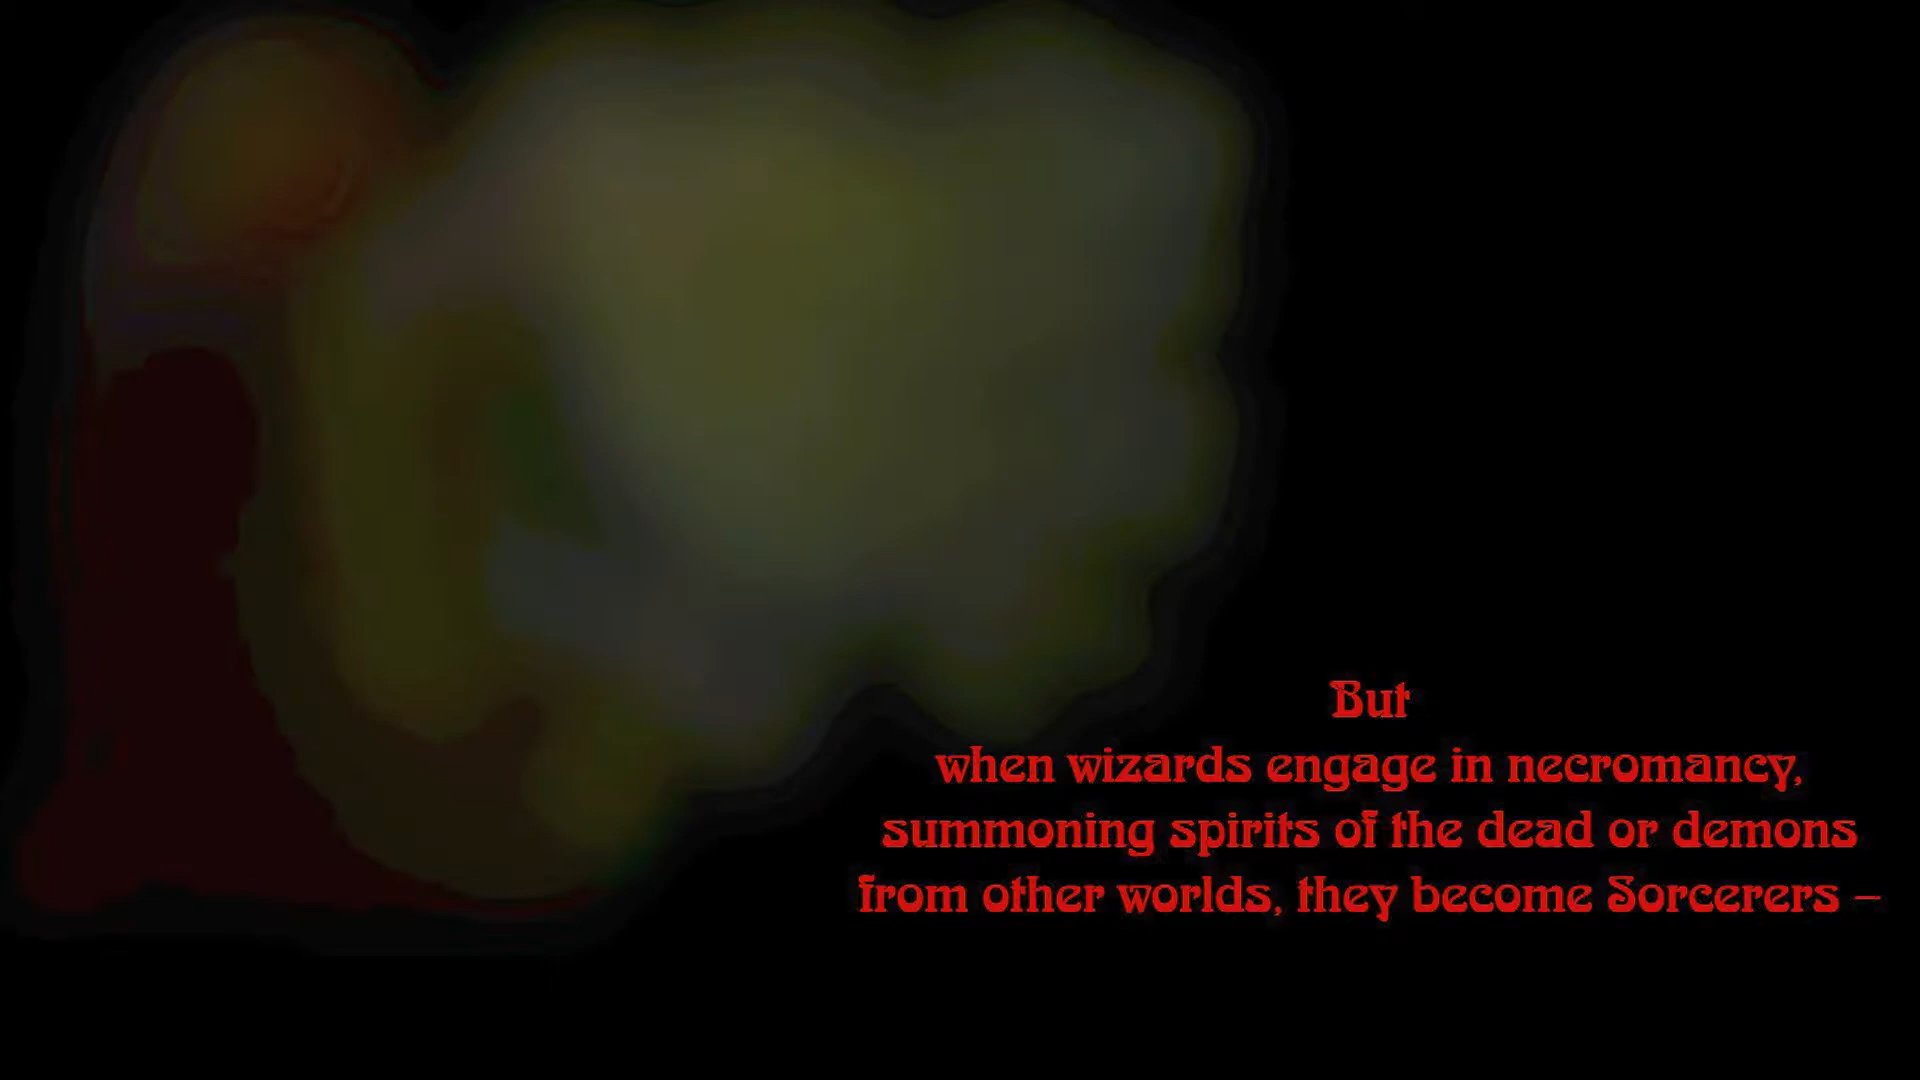 But
when wizards engage in necromancy,
summoning spirits of the dead or demons
from other worlds, they become Sorcerers –